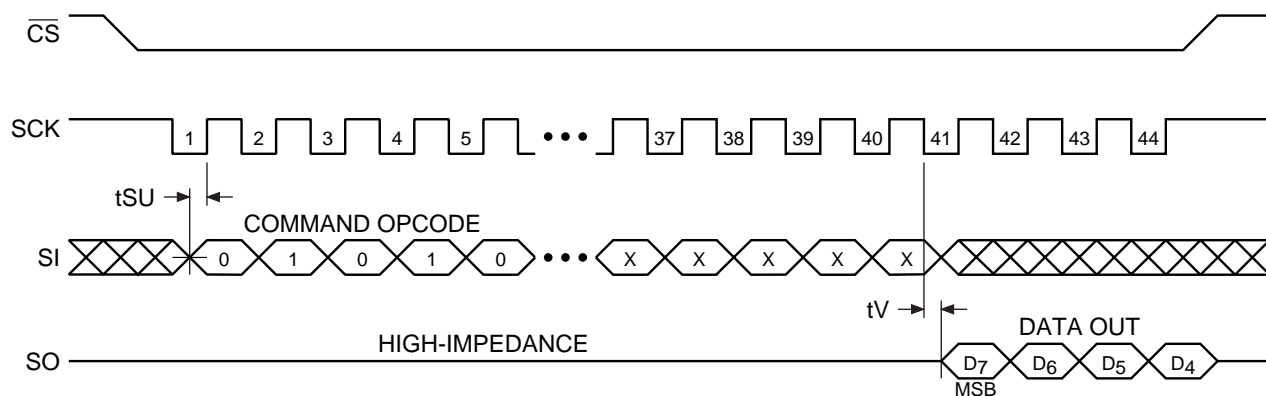 CS
SCK 1 2 3 4 5 37 38 39 40 41 42 43 44
tSU
COMMAND OPCODE
SI 0 1 0 1 0 X X X X X
tV
HIGH-IMPEDANCE
DATA OUT
SO D7 D6 D5 D4
MSB